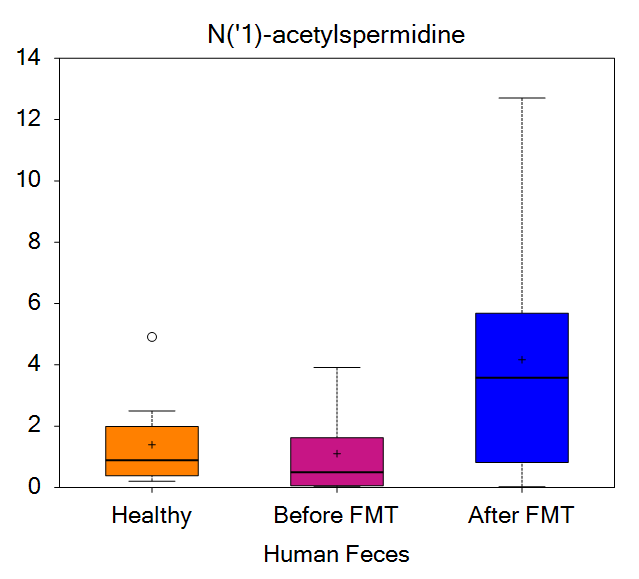 N('1)-acetylspermidine
14
12
10
8
6
4
2
0
Healthy Before FMT After FMT
Human Feces